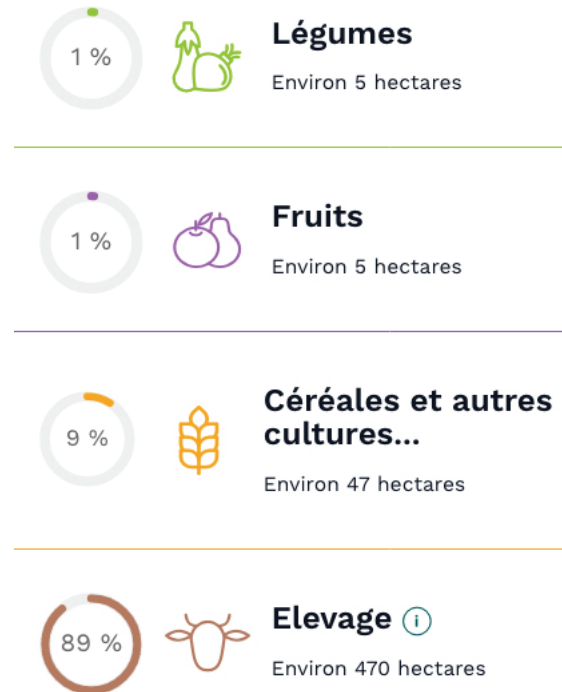 1 %
Légumes
Environ 5 hectares
1 %
Fruits
Environ 5 hectares
9 %
Céréales et autres
cultures...
Environ 47 hectares
89 %
Elevage i
Environ 470 hectares